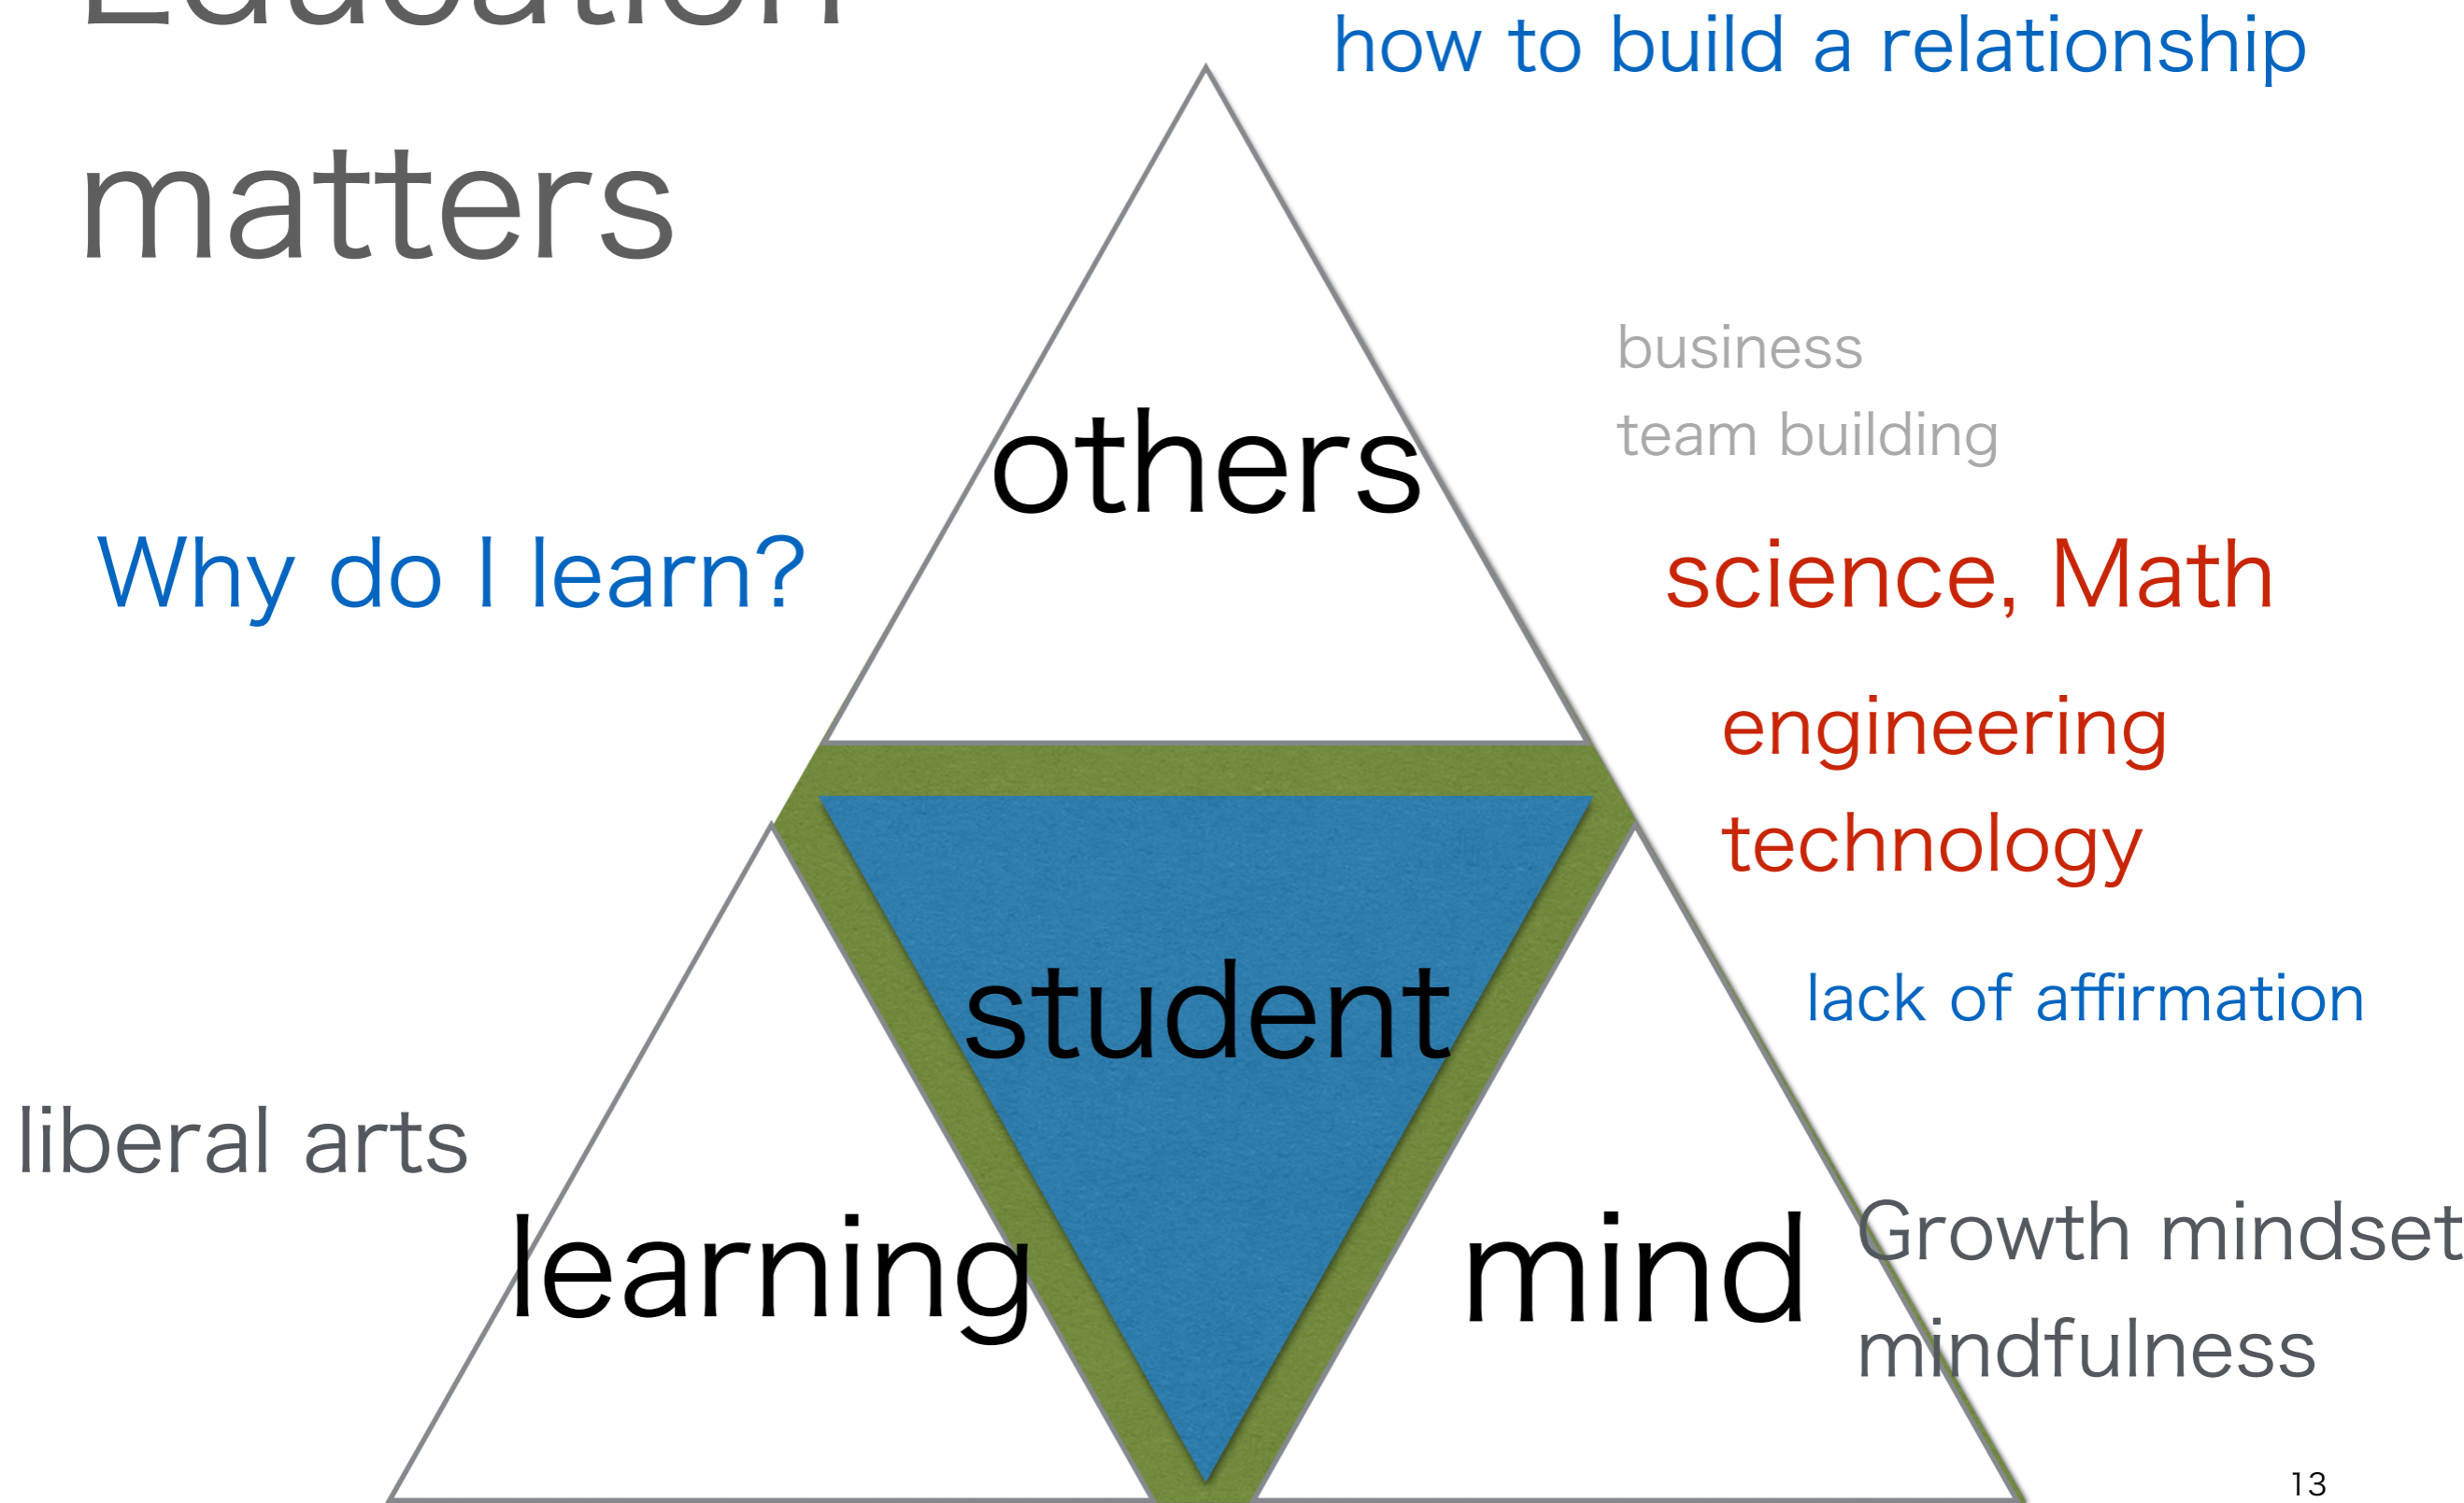 Education
how to build a relationship
matters
business
team building
others
Why do I learn?
science, Math
engineering
technology
student
lack of affirmation
liberal arts
learning
mind
Growth mindset
mindfulness
13